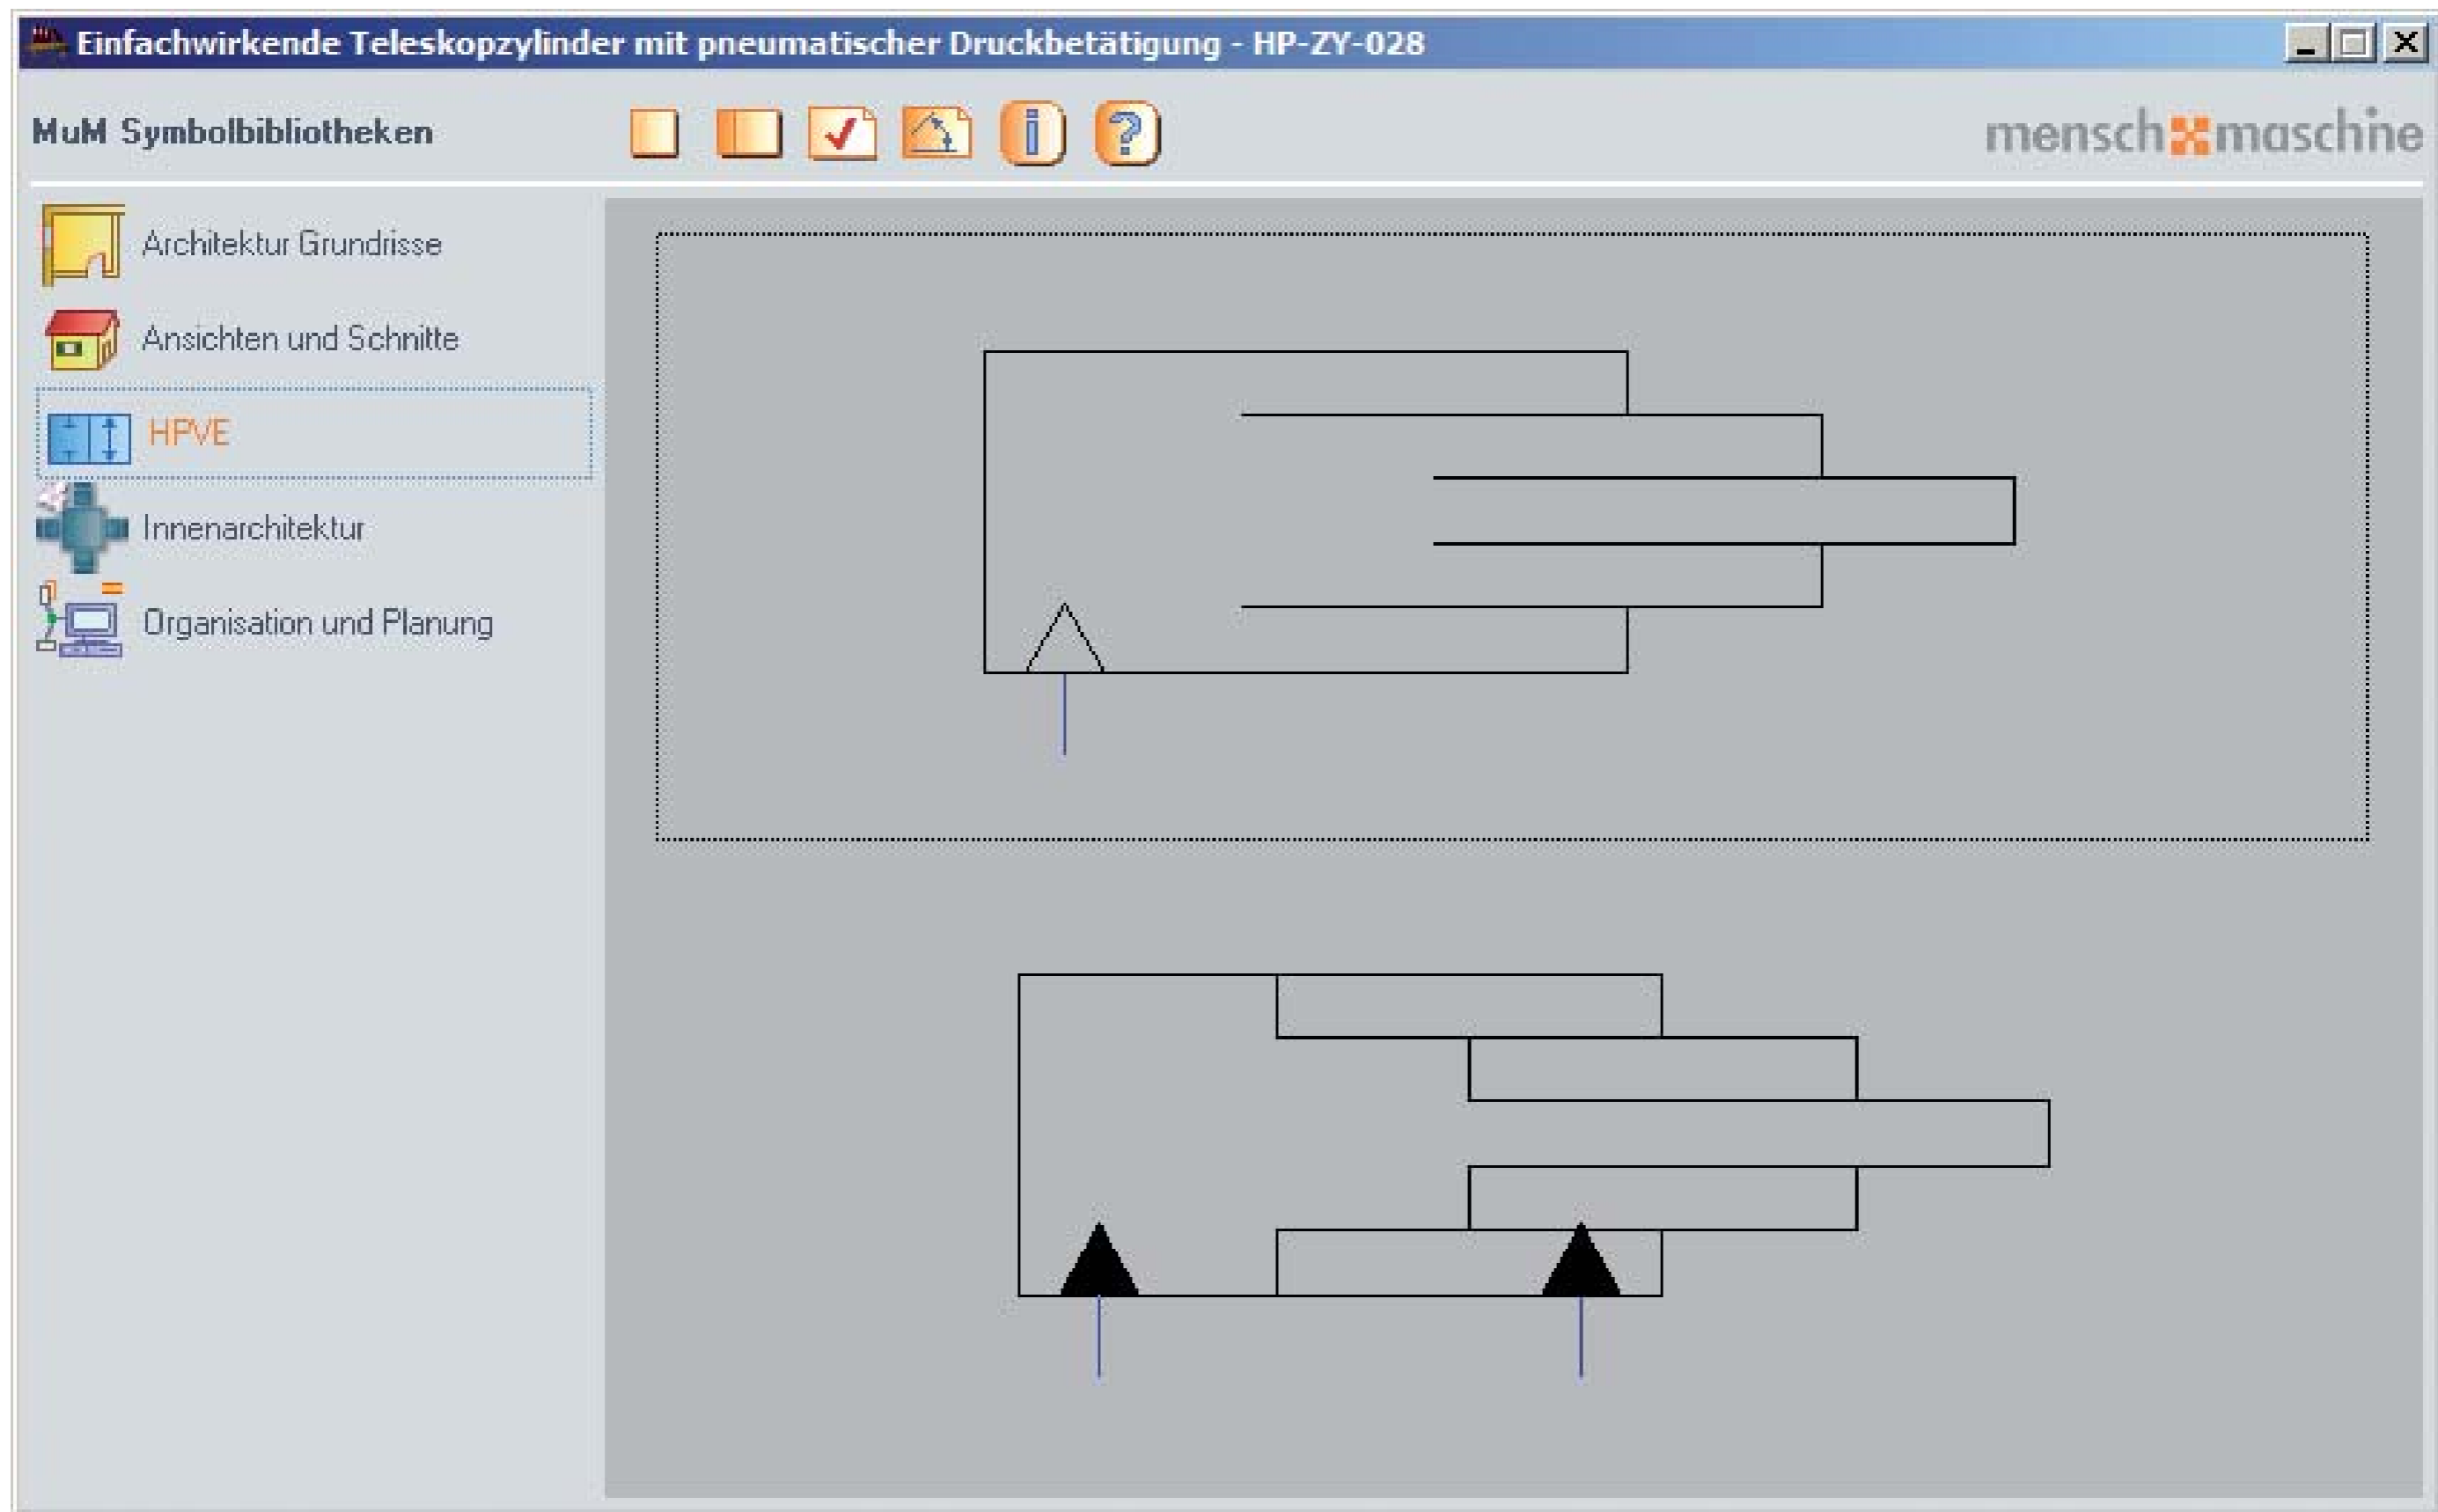 Einfachwirkende Teleskopzylinder mit pneumatischer Druckbetätigung - HP-ZY-028
MuM Symbolbibliotheken
mensch maschine
Architektur Grundrisse
Ansichten und Schnitte
HPVE
Innenarchitektur
Organisation und Planung